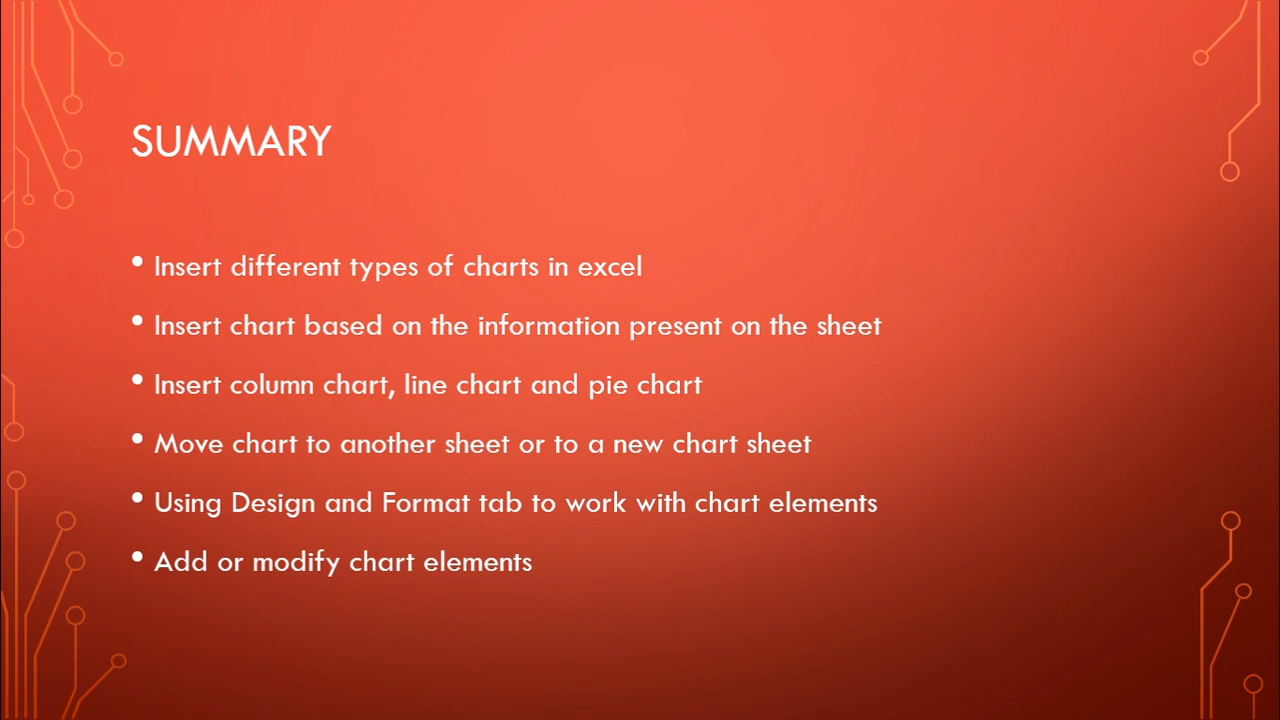 SUMMARY
• Insert different types of charts in excel
• Insert chart based on the information present on the sheet
• Insert column chart, line chart and pie chart
• Move chart to another sheet or to a new chart sheet
• Using Design and Format tab to work with chart elements
• Add or modify chart elements